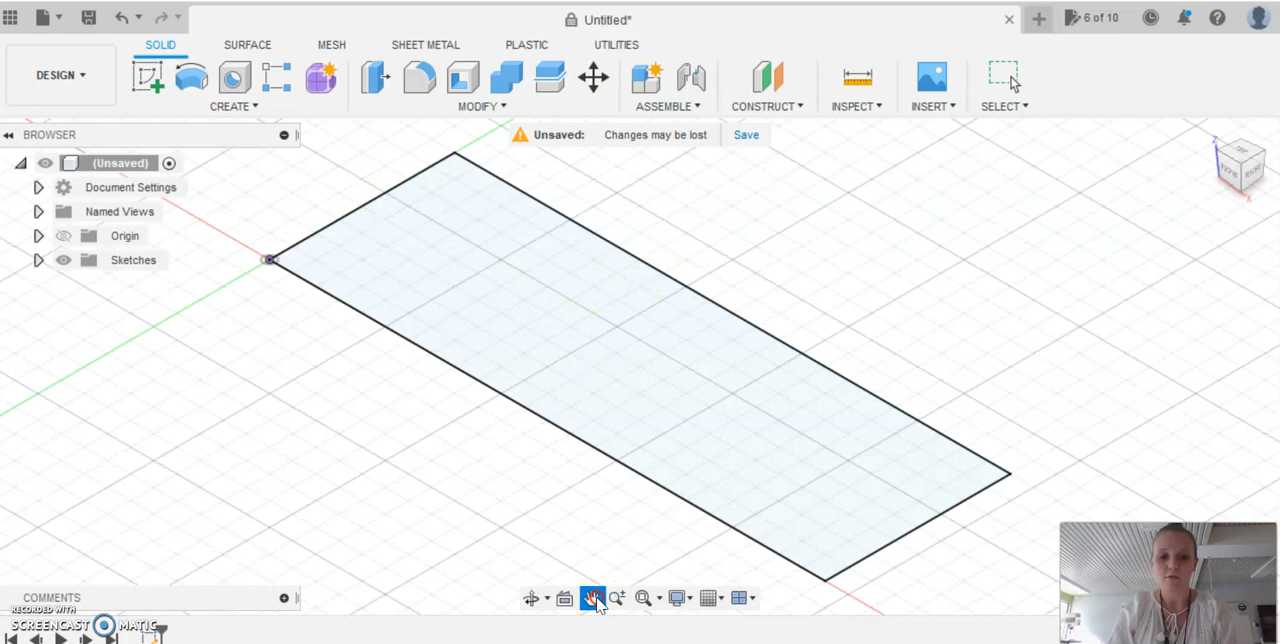 Untitled*
6 of 10
SOLID SURFACE MESH SHEET METAL PLASTIC UTILITIES
DESIGN
CREATE MODIFY ASSEMBLE CONSTRUCT INSPECT INSERT SELECT
BROWSER
Unsaved: Changes may be lost Save
(Unsaved)
Document Settings
Named Views
Origin
Sketches
Z
X
COMMENTS
RECORDED WITH
SCREENCAST MATIC